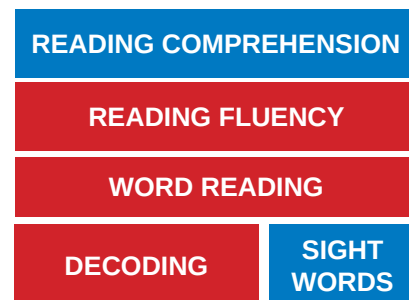 READING COMPREHENSION
READING FLUENCY
WORD READING
DECODING
SIGHT
WORDS